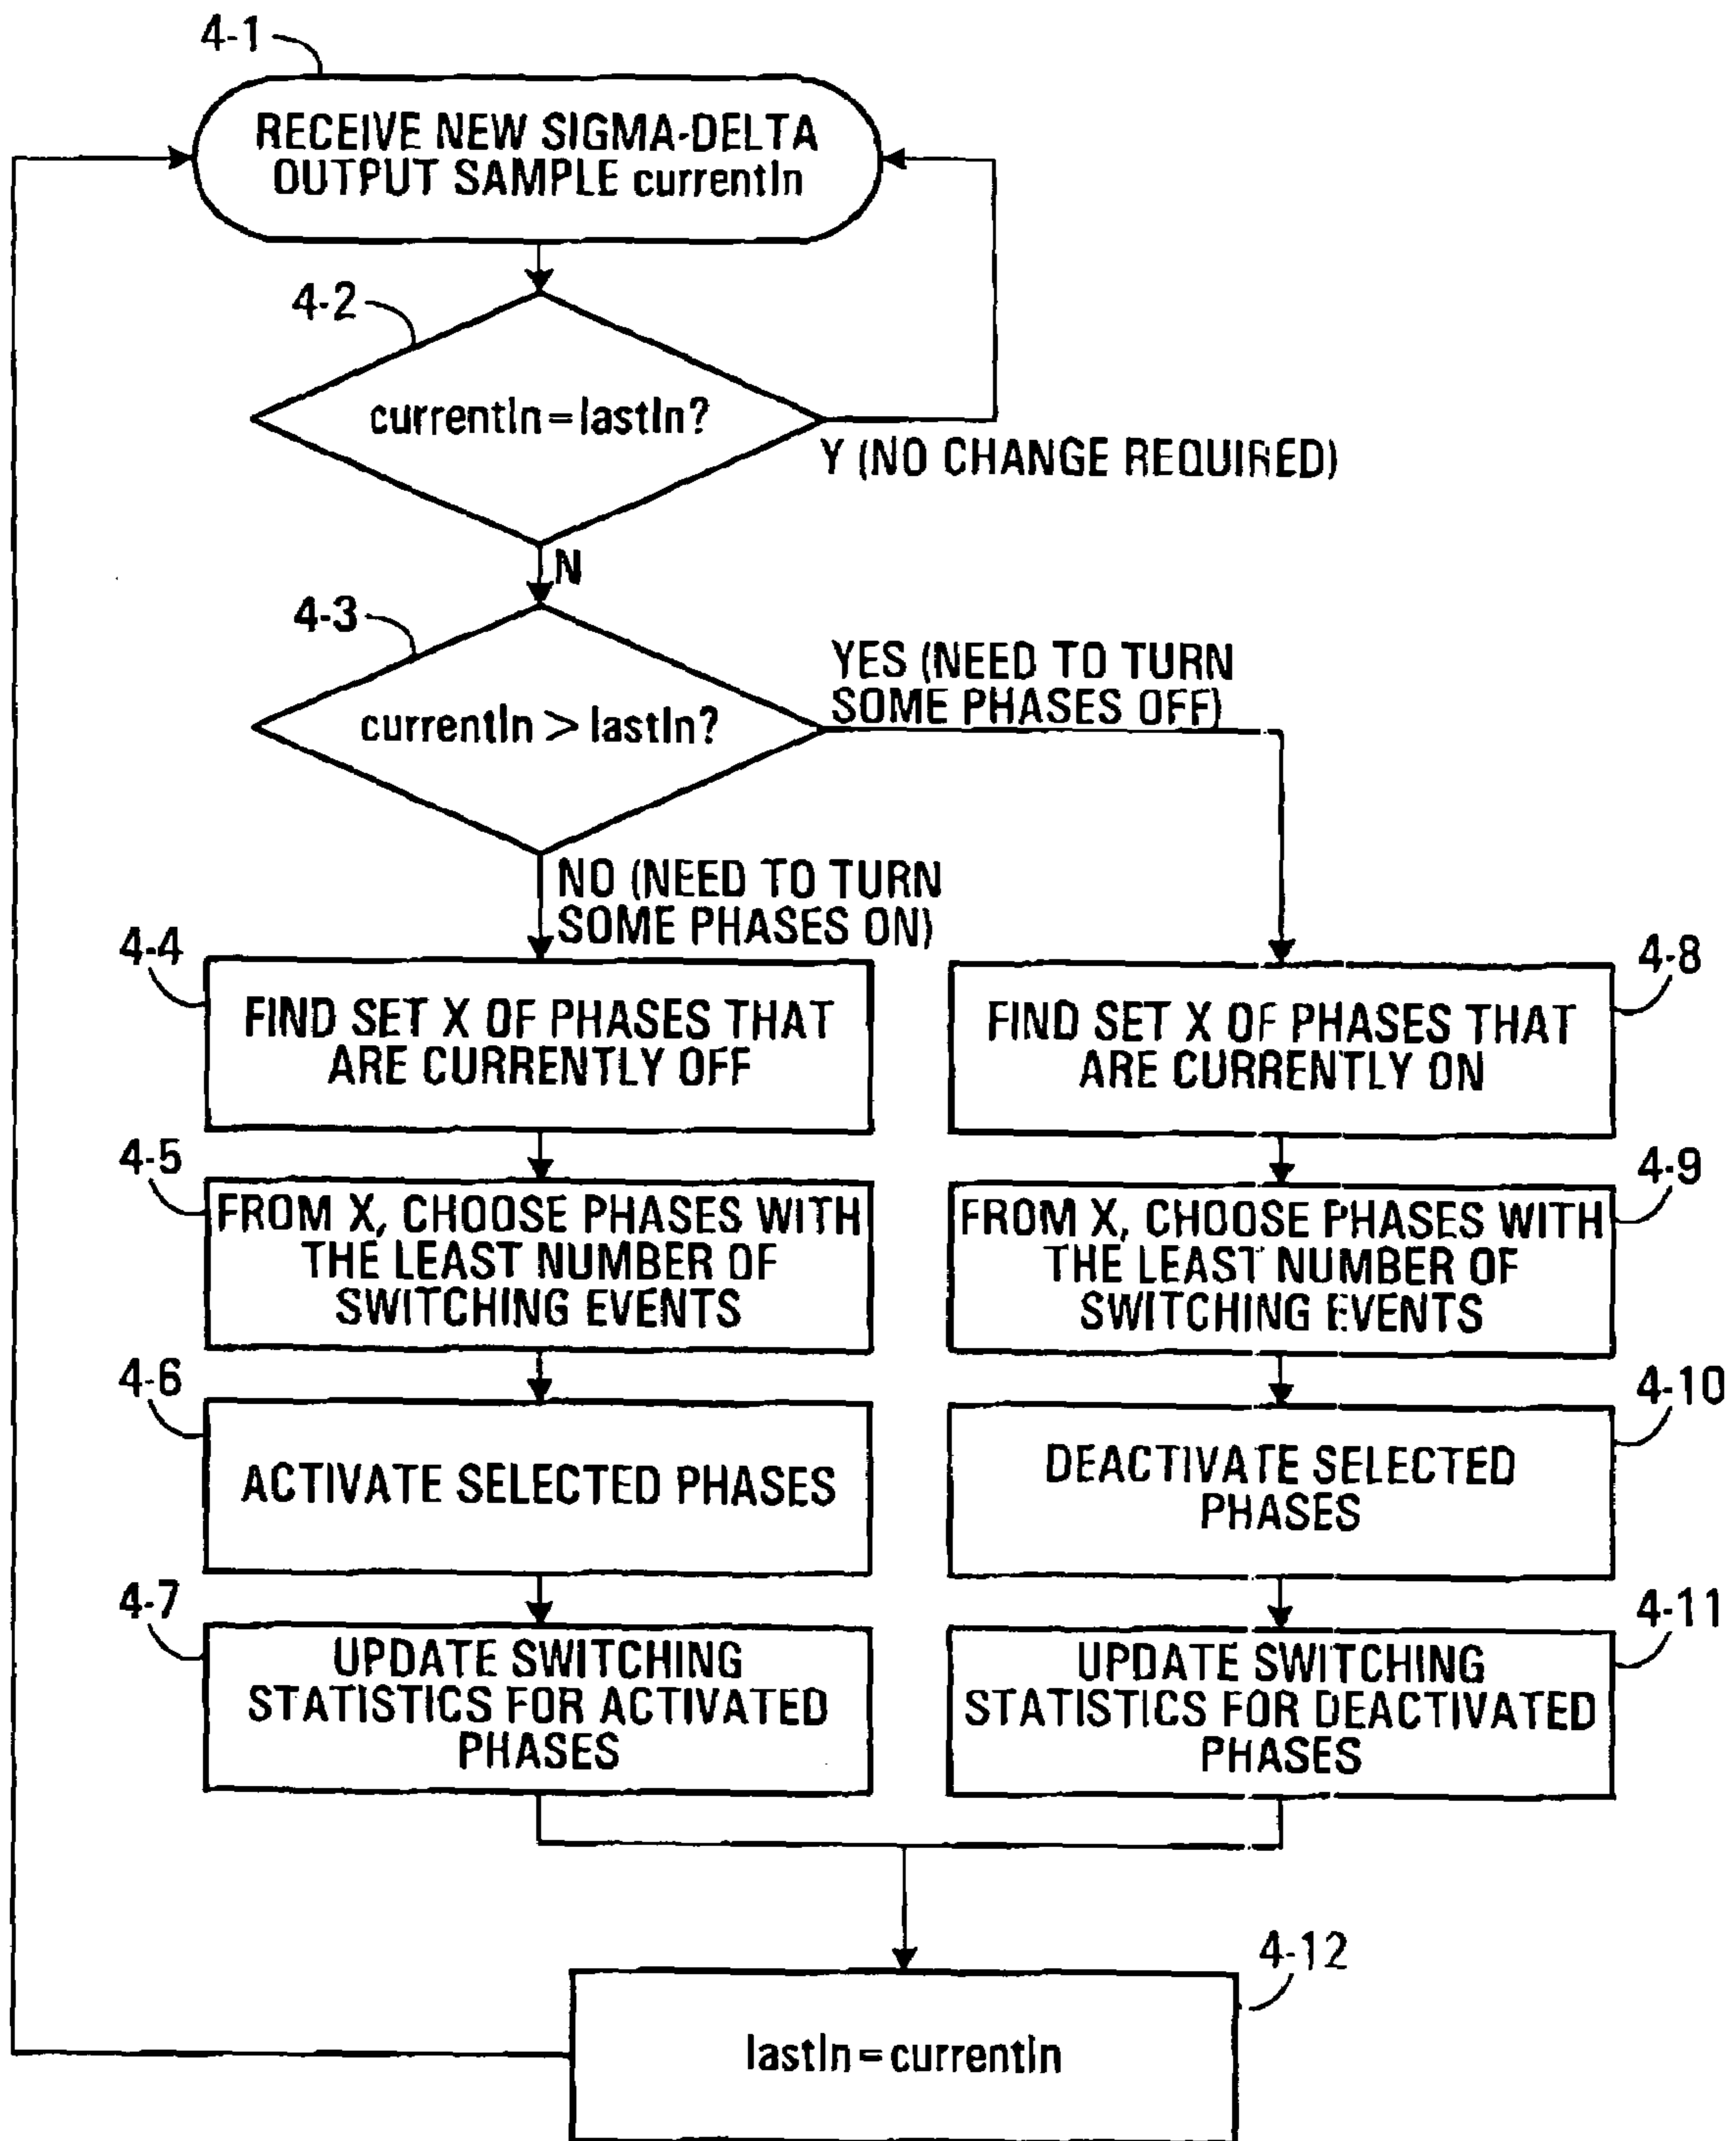 4-1
RECEIVE NEW SIGMA-DELTA
OUTPUT SAMPLE currentIn
4-2
currentIn=lastIn?
Y (NO CHANGE REQUIRED)
N
4-3
currentIn > lastIn?
YES (NEED TO TURN
SOME PHASES OFF)
NO (NEED TO TURN
SOME PHASES ON)
4-4
FIND SET X OF PHASES THAT
ARE CURRENTLY OFF
4-8
FIND SET X OF PHASES THAT
ARE CURRENTLY ON
4-5
FROM X, CHOOSE PHASES WITH
THE LEAST NUMBER OF
SWITCHING EVENTS
4-9
FROM X, CHOOSE PHASES WITH
THE LEAST NUMBER OF
SWITCHING EVENTS
4-6
ACTIVATE SELECTED PHASES
4-10
DEACTIVATE SELECTED
PHASES
4-7
UPDATE SWITCHING
STATISTICS FOR ACTIVATED
PHASES
4-11
UPDATE SWITCHING
STATISTICS FOR DEACTIVATED
PHASES
4-12
lastIn=currentIn